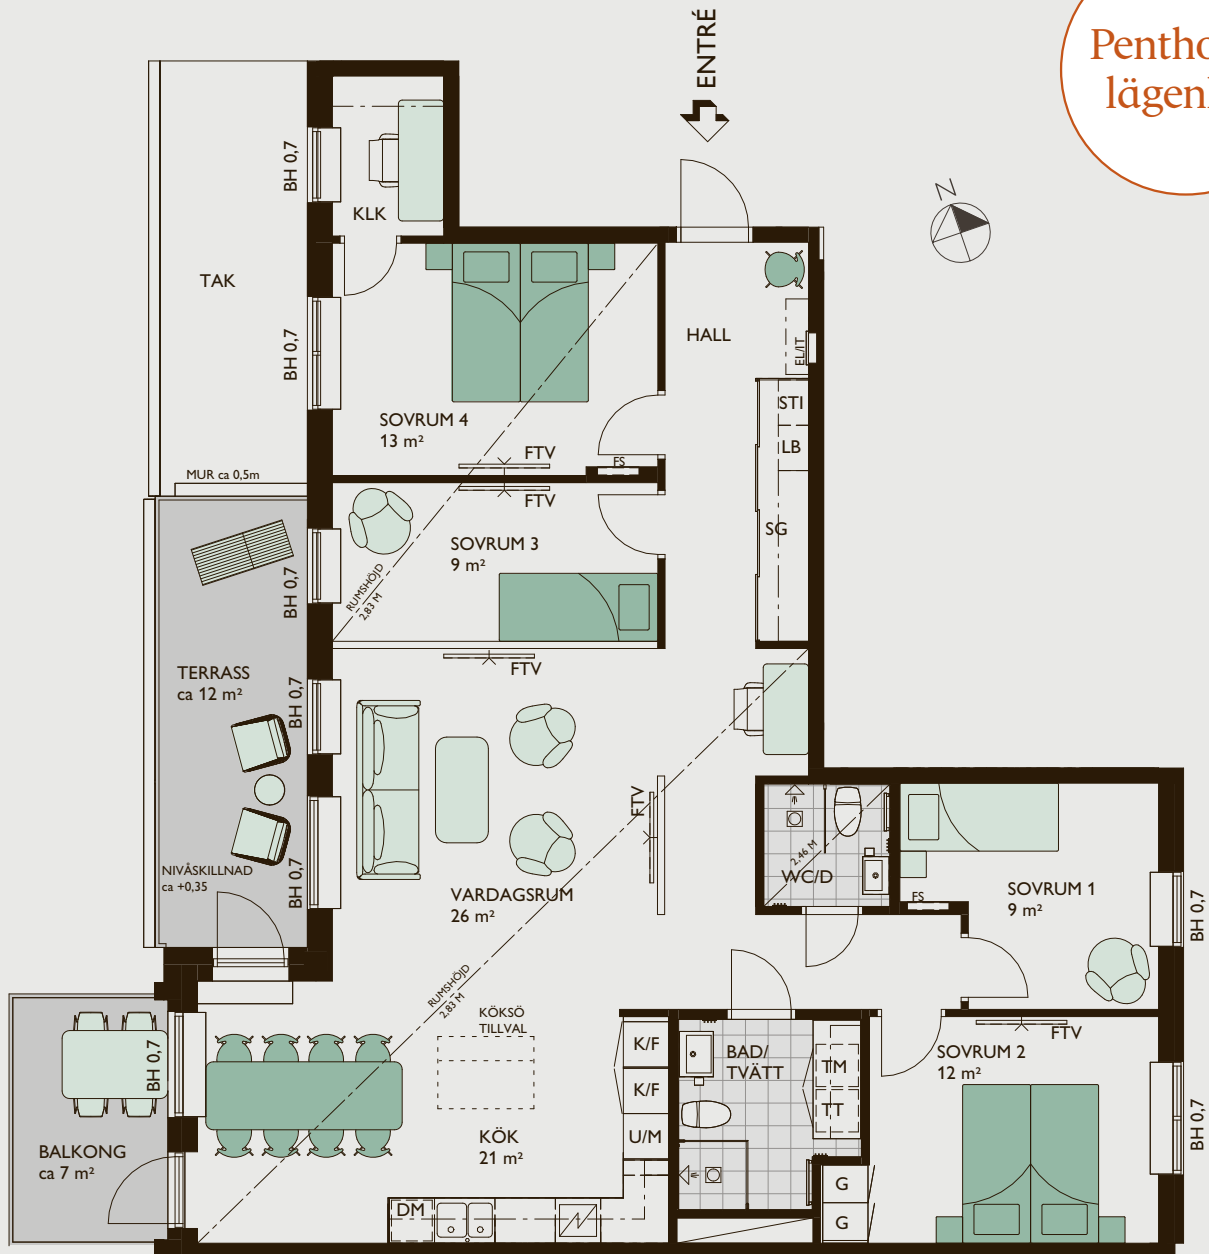 ENTRÉ
Pentho
lägenh
N
BH 0,7
KLK
TAK
HALL
EL/IT
BH 0,7
STI
SOVRUM 4
13 m²
LB
FTV
FS
MUR ca 0,5m
FTV
SG
SOVRUM 3
9 m²
BH 0,7
RUMSHÖJD
2,83 M
TERRASS
ca 12 m²
FTV
BH 0,7
FTV
2,46 M
WC/D
NIVÅSKILLNAD
ca +0,35
BH 0,7
VARDAGSRUM
26 m²
SOVRUM 1
9 m²
FS
BH 0,7
RUMSHÖJD
2,83 M
KÖKSÖ
TILLVAL
K/F
BAD/
TVÄTT
TM
FTV
SOVRUM 2
12 m²
BH 0,7
K/F
TT
U/M
KÖK
21 m²
BH 0,7
BALKONG
ca 7 m²
DM
G
G